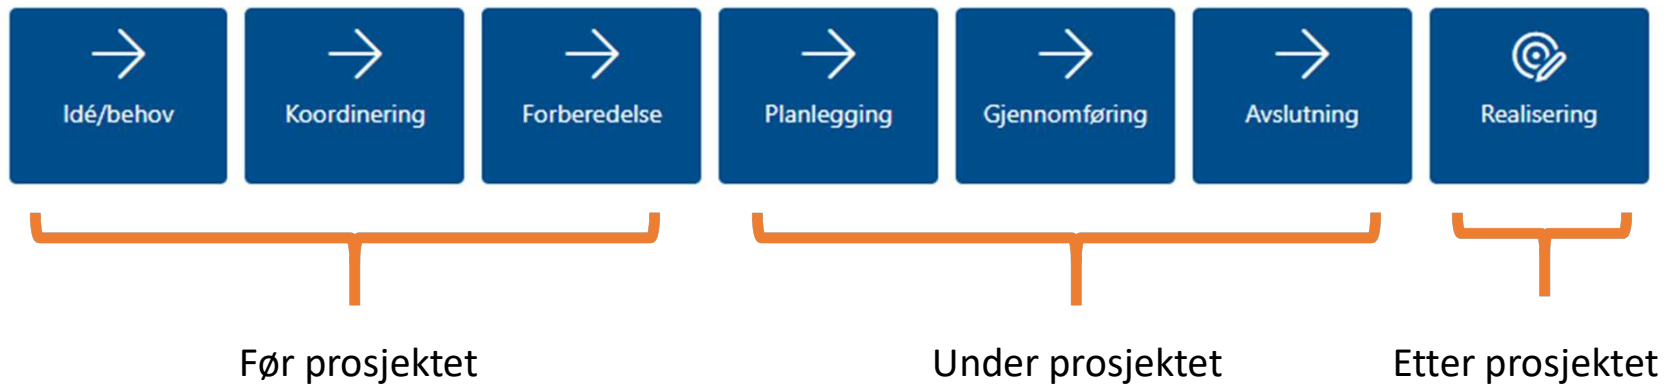 Idé/behov
Koordinering
Forberedelse
Planlegging
Gjennomføring
Avslutning
Realisering
Før prosjektet
Under prosjektet
Etter prosjektet